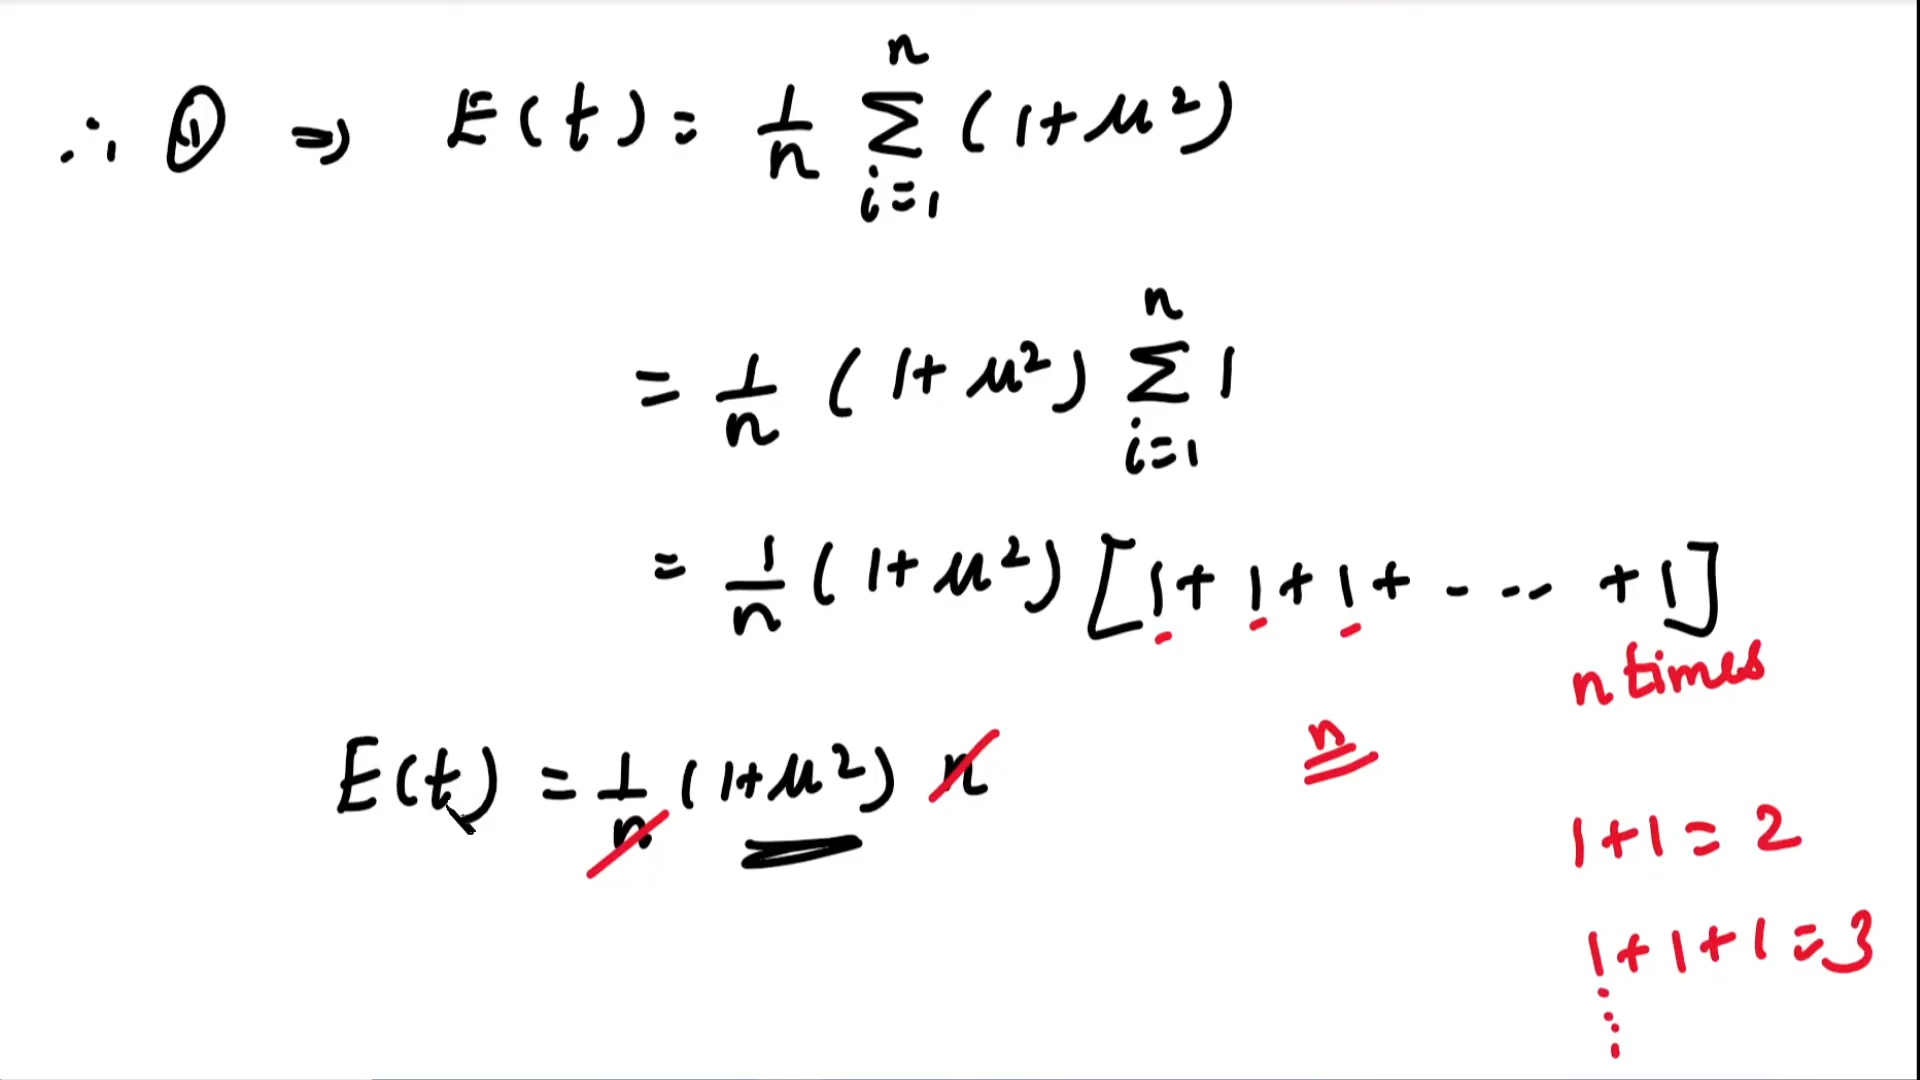 ∴ ① ⇒ E(t) = 1/n Σ_{i=1}^{n} (1+μ²)
= 1/n (1+μ²) Σ_{i=1}^{n} 1
= 1/n (1+μ²) [1+1+1+ - - - +1]
n times
n
E(t) = 1/n (1+μ²) n
1+1 = 2
1+1+1 = 3